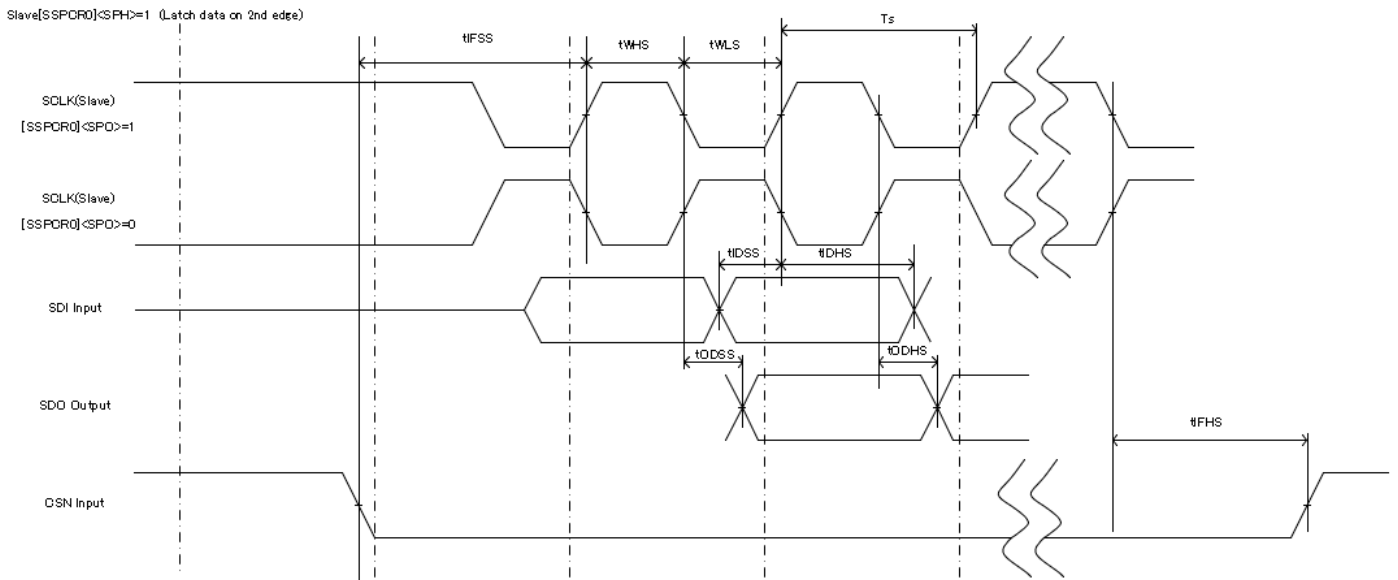 Slave[SSPCR0]<SPH>=1 (Latch data on 2nd edge)
tIFSS
tWHS
tWLS
Ts
SCLK(Slave)
[SSPCR0]<SPO>=1
SCLK(Slave)
[SSPCR0]<SPO>=0
tIDSS
tIDHS
SDI Input
tODSS
tODHS
SDO Output
tIFHS
CSN Input